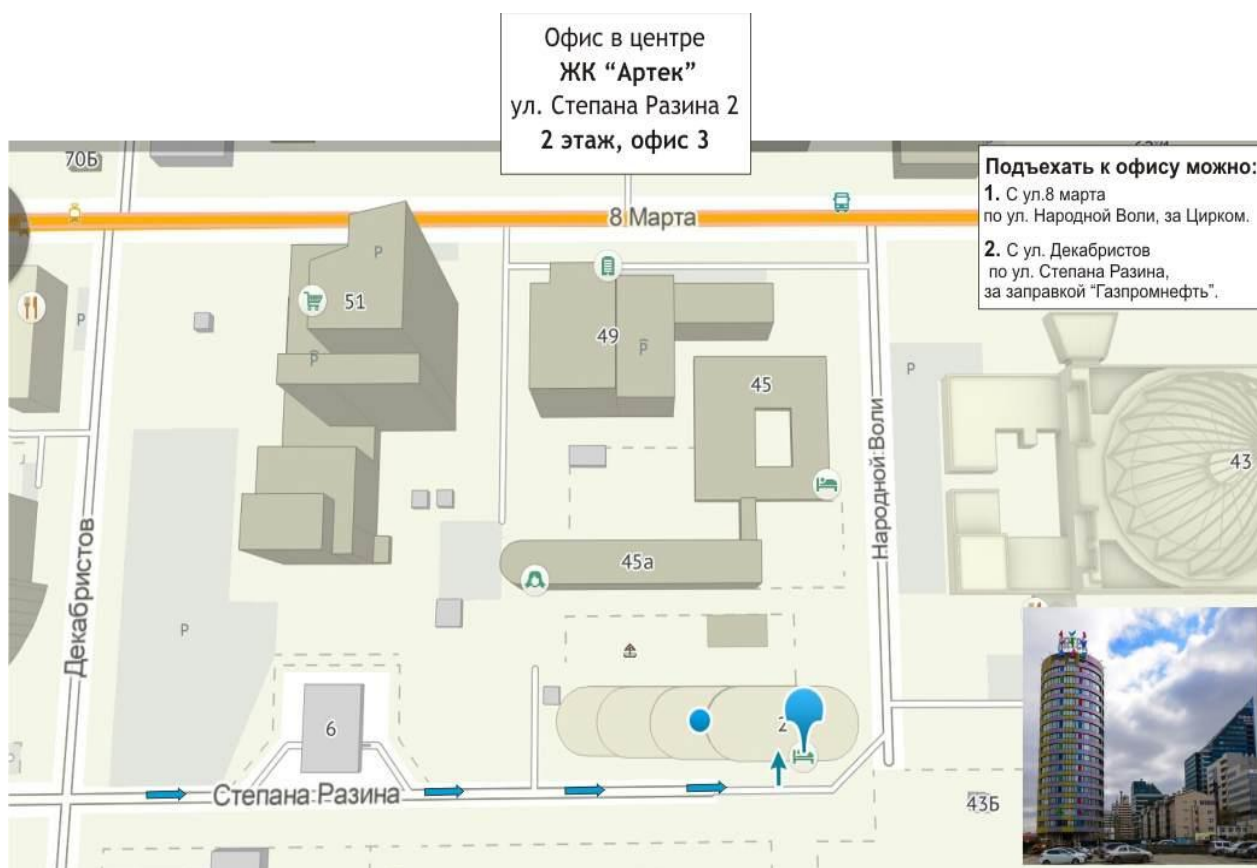 Офис в центре
ЖК “Артек”
ул. Степана Разина 2
2 этаж, офис 3
Подъехать к офису можно:
1. С ул.8 марта
по ул. Народной Воли, за Цирком.
2. С ул. Декабристов
по ул. Степана Разина,
за заправкой “Газпромнефть”.
70Б
8 Марта
P
51
P
P
49
P
45
P
43
Декабристов
Народной Воли
45а
P
6
2
Степана Разина
43Б